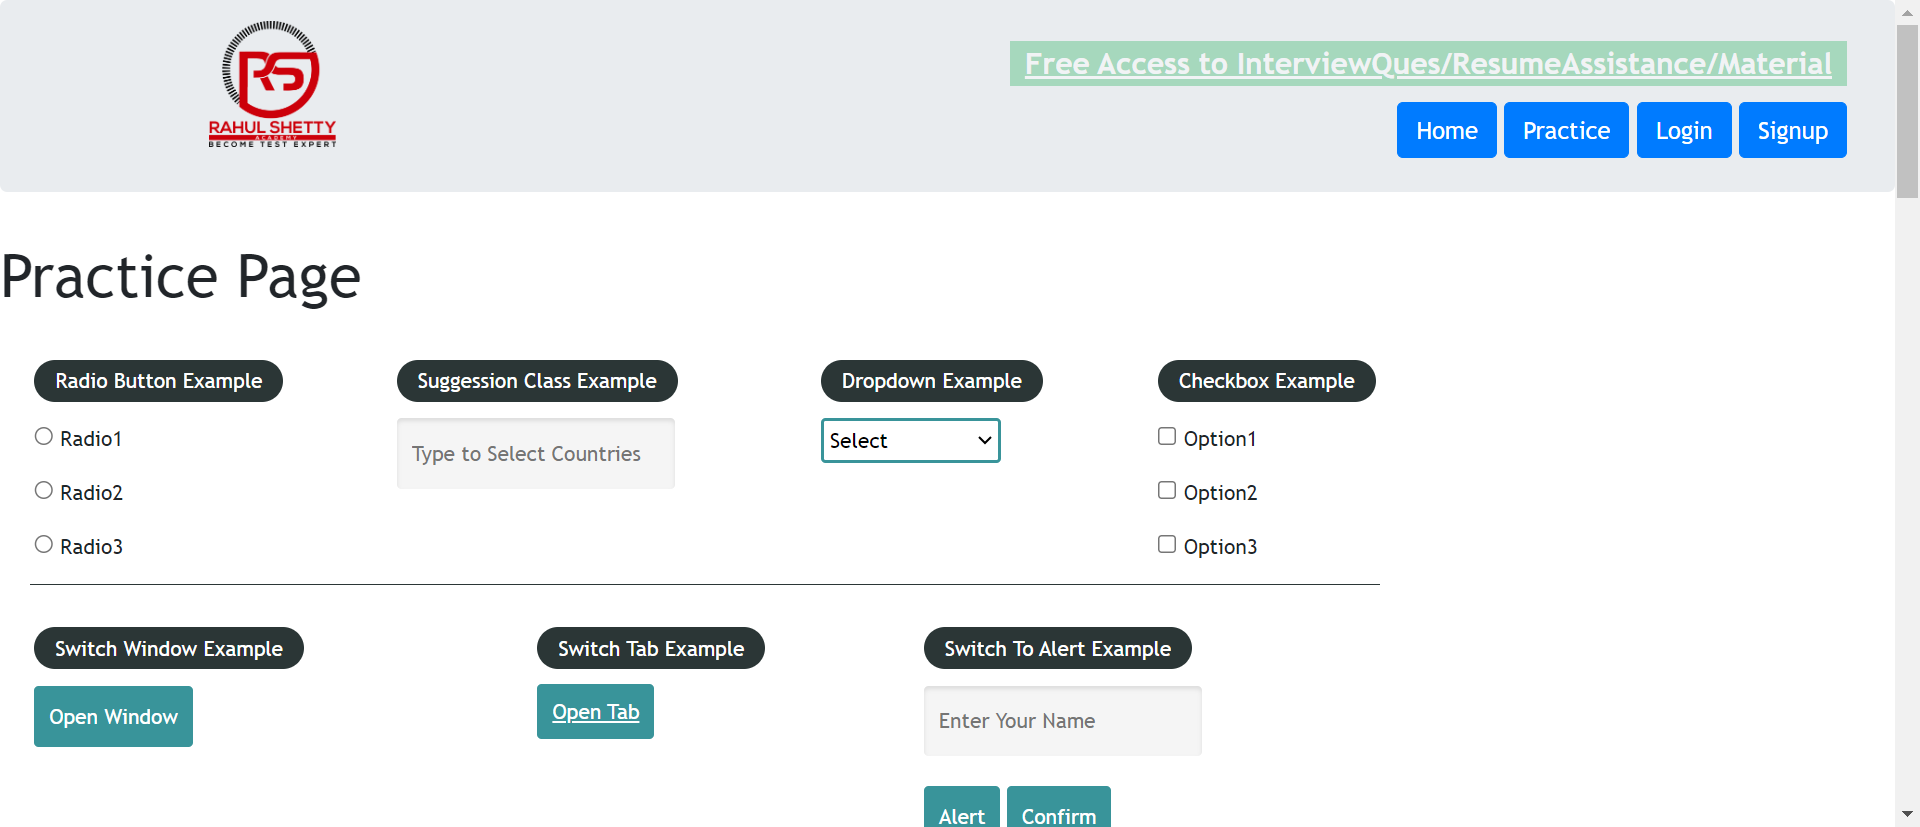 RAHUL SHETTY
ACADEMY
BECOME TEST EXPERT
Free Access to InterviewQues/ResumeAssistance/Material
Home Practice Login Signup
Practice Page
Radio Button Example
Radio1
Radio2
Radio3
Suggession Class Example
Type to Select Countries
Dropdown Example
Select
Checkbox Example
Option1
Option2
Option3
Switch Window Example
Open Window
Switch Tab Example
Open Tab
Switch To Alert Example
Enter Your Name
Alert Confirm